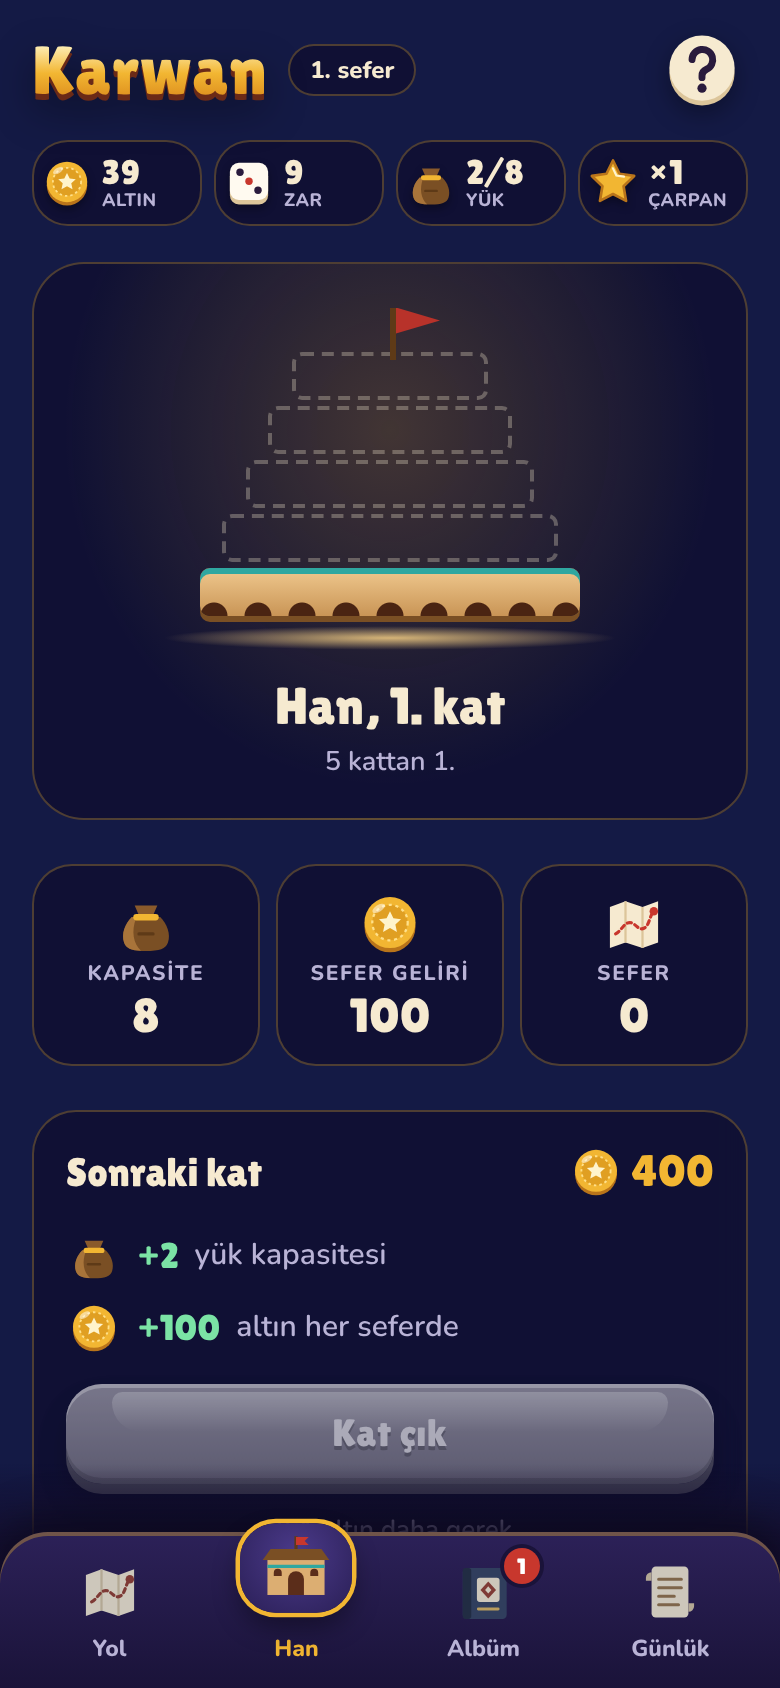 Karwan
1. sefer
?
39
ALTIN
9
ZAR
2/8
YÜK
×1
ÇARPAN
Han, 1. kat
5 kattan 1.
KAPASİTE
8
SEFER GELİRİ
100
SEFER
0
Sonraki kat
400
+2 yük kapasitesi
+100 altın her seferde
Kat çık
daha gerek
1
Yol
Han
Albüm
Günlük